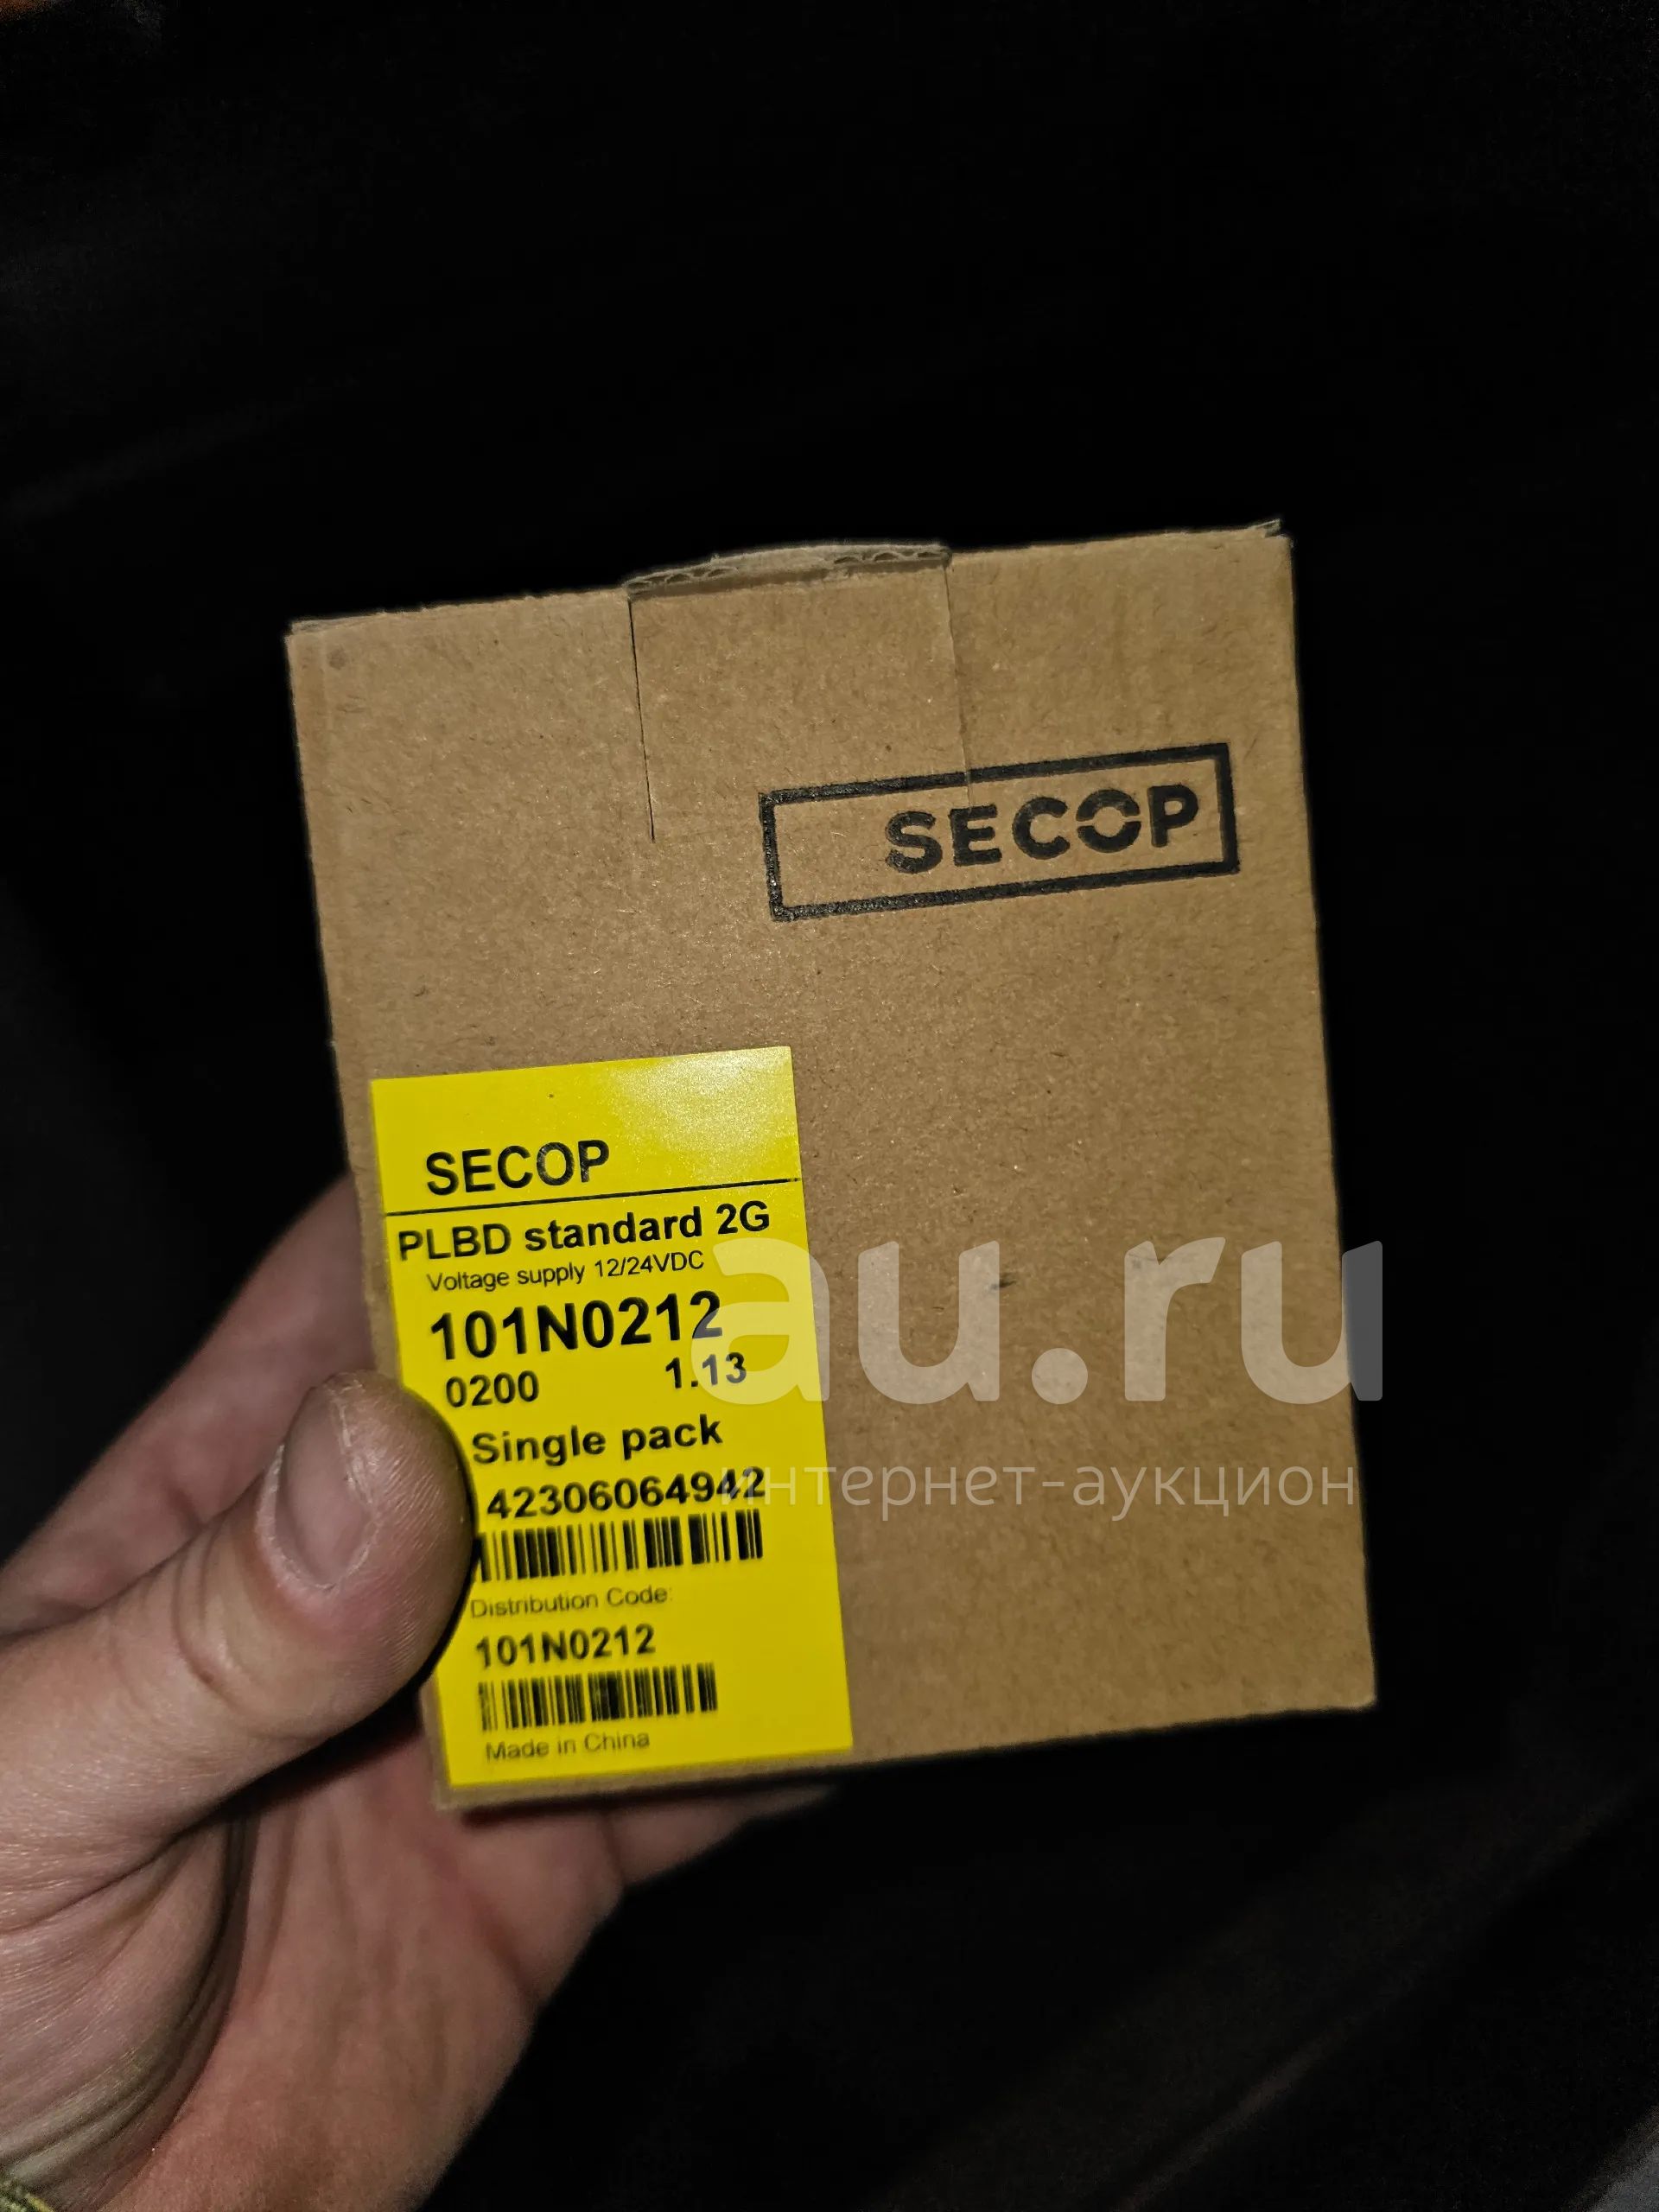 SECOP
SECOP
PLBD standard 2G
Voltage supply 12/24VDC
101N0212
0200 1.13
Single pack
42306064942
Distribution Code:
101N0212
Made in China
au.ru
интернет-аукцион